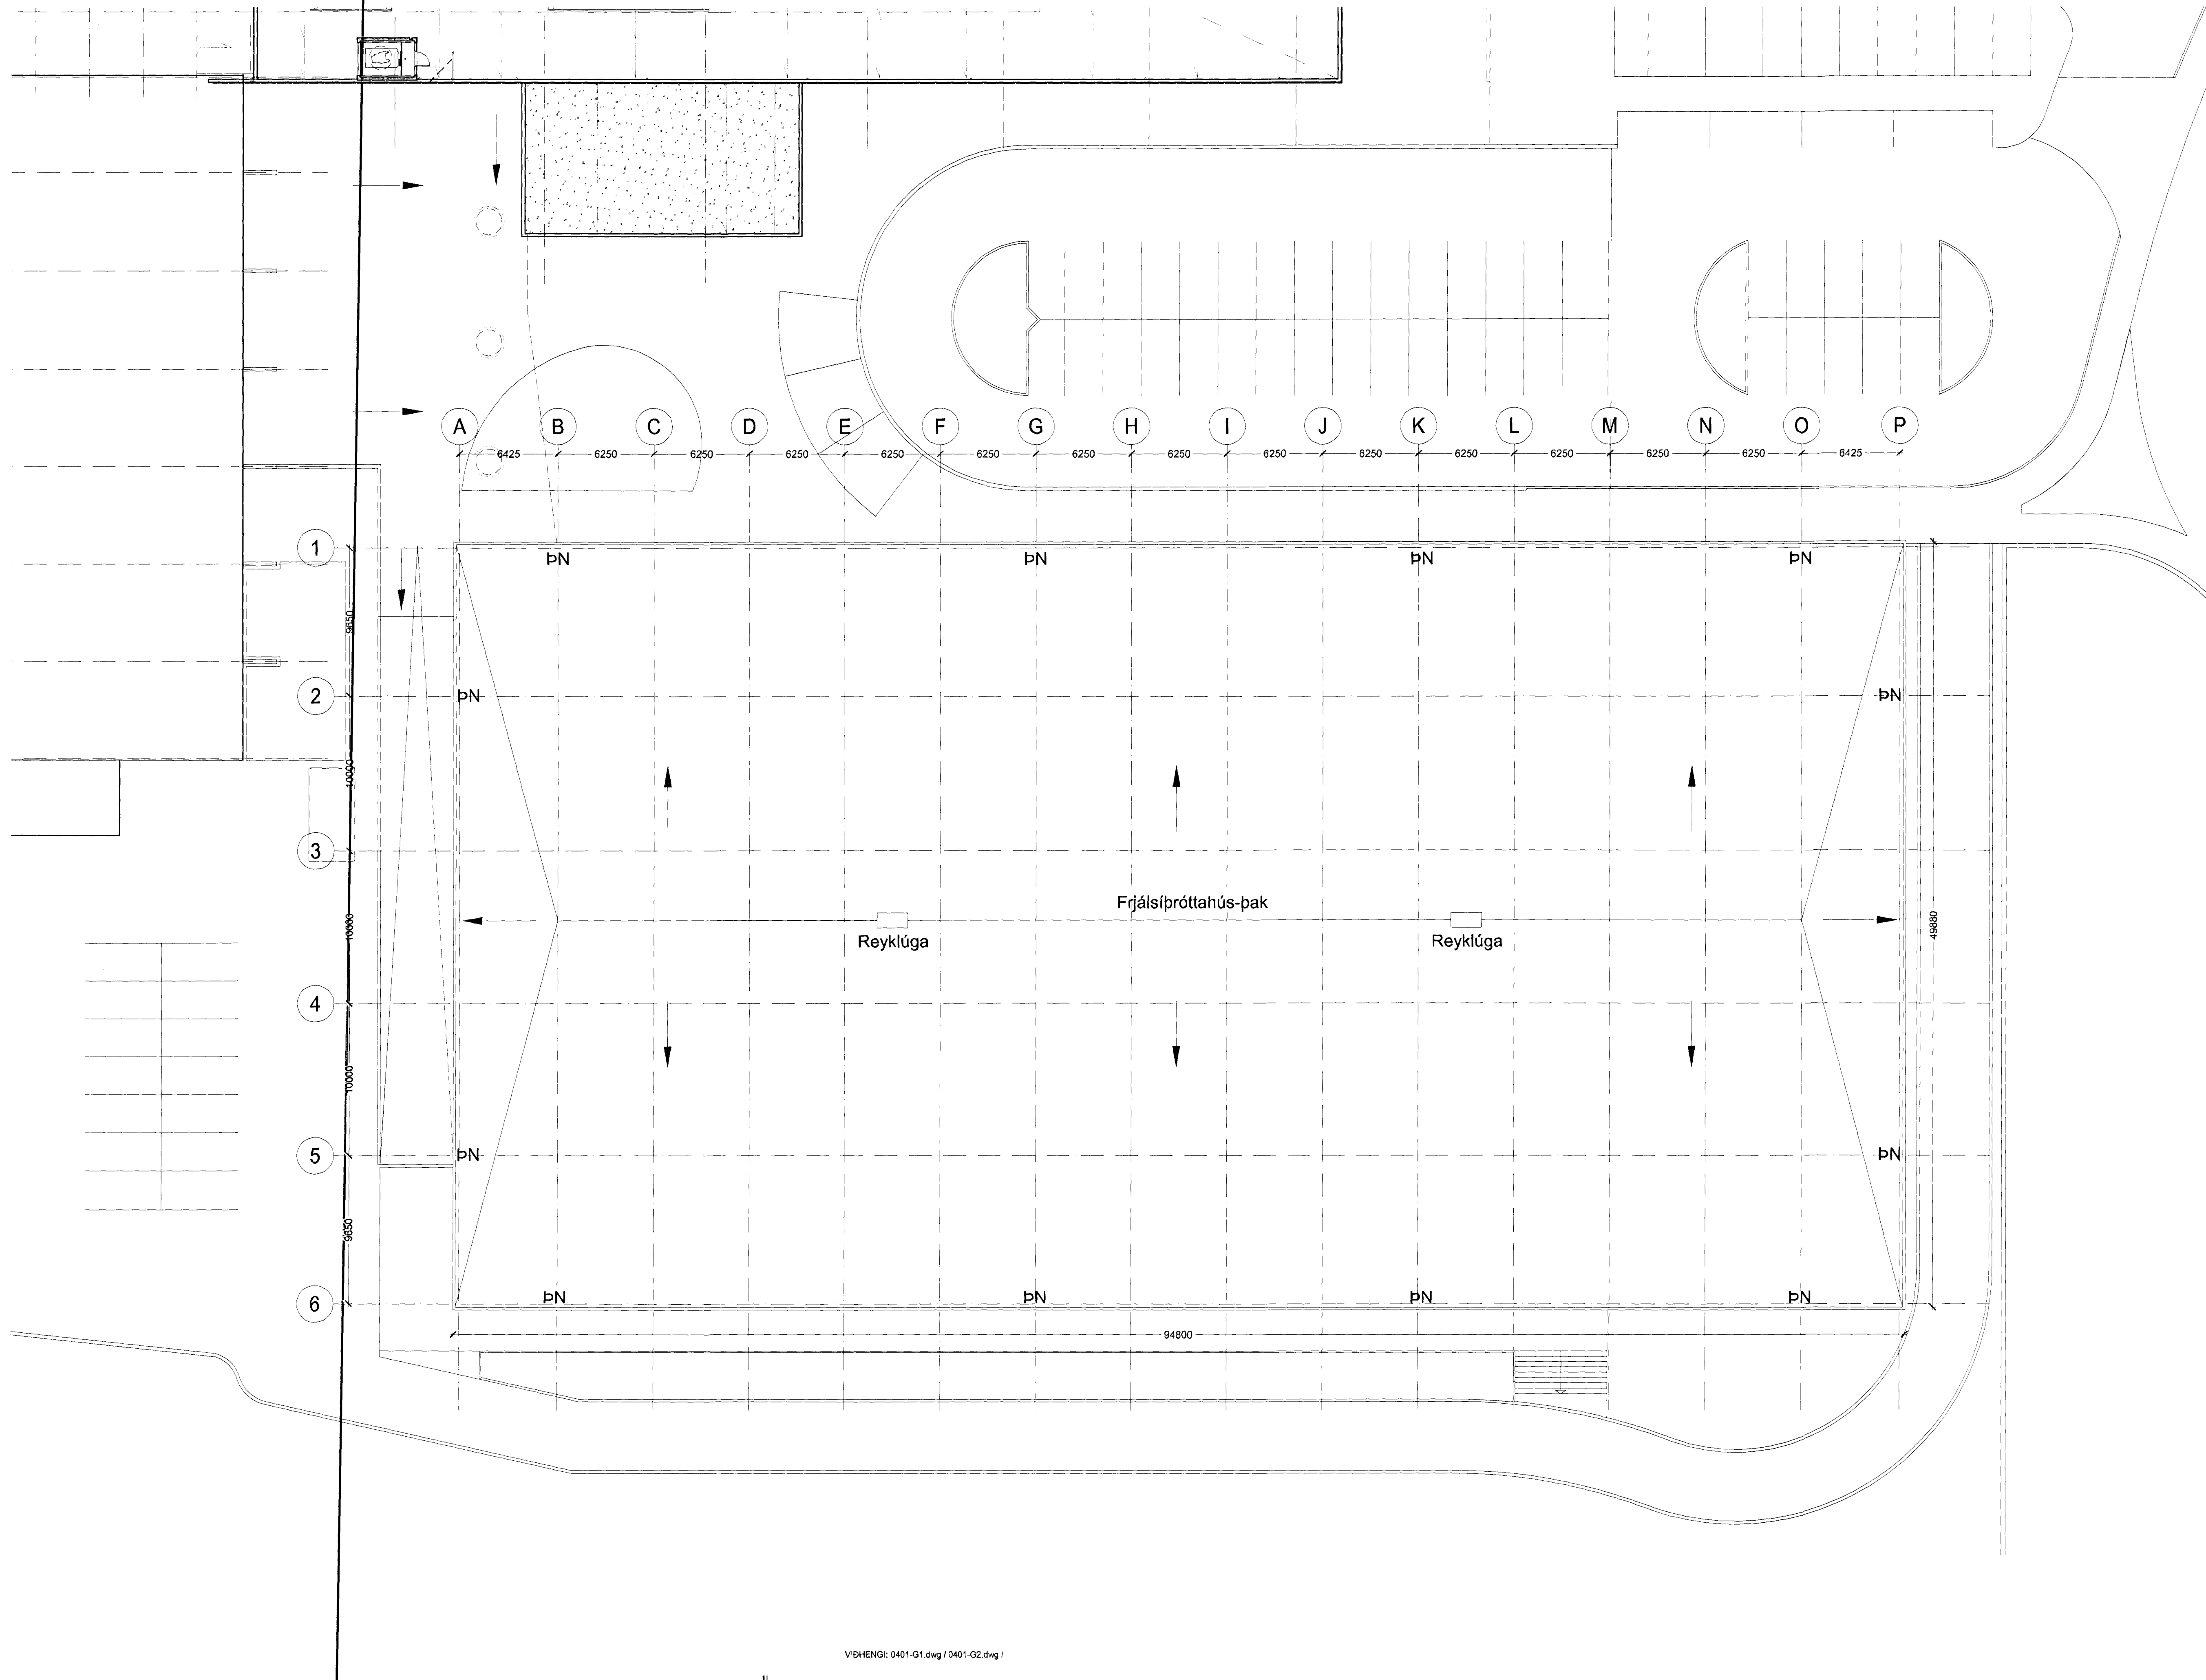 A B C D E F G H I J K L M N O P
6425 6250 6250 6250 6250 6250 6250 6250 6250 6250 6250 6250 6250 6250 6425
1
ÞN ÞN ÞN ÞN
9650
2 ÞN ÞN
10000
3
Frjálsíþróttahús-þak
10000
Reyklúga Reyklúga
49880
4
10000
5 ÞN ÞN
9650
6
ÞN ÞN ÞN ÞN
94800
VIÐHENGI: 0401-G1.dwg / 0401-G2.dwg /